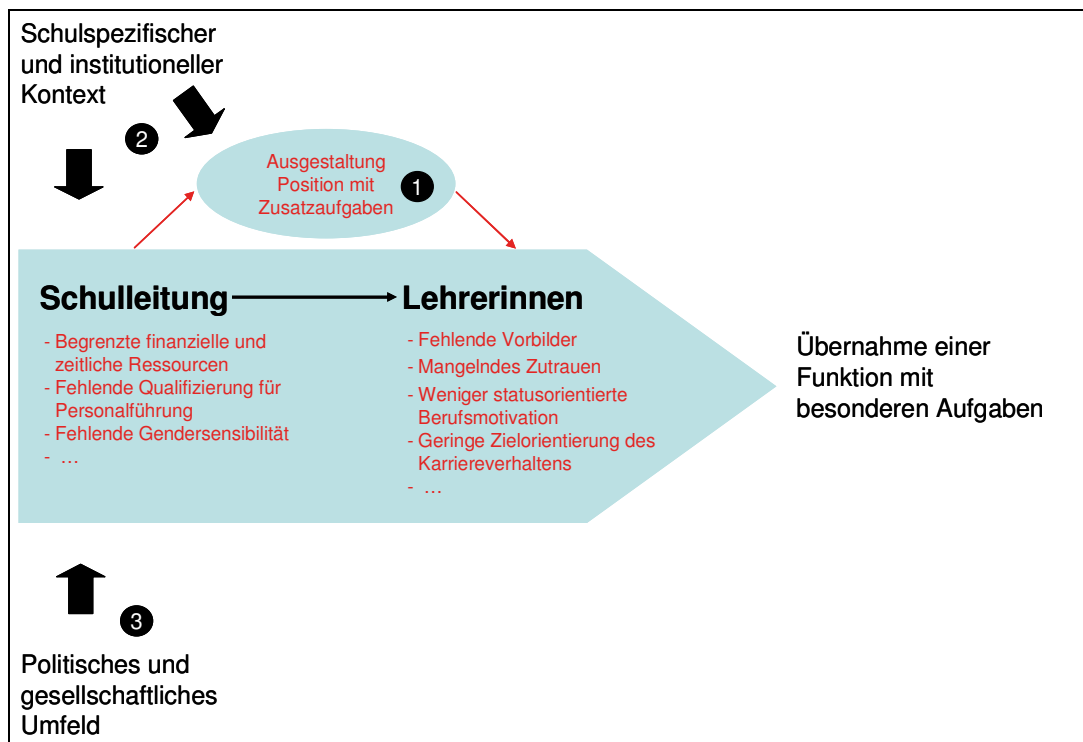 Schulspezifischer
und institutioneller
Kontext
2
Ausgestaltung
Position mit
Zusatzaufgaben
1
Schulleitung
- Begrenzte finanzielle und
zeitliche Ressourcen
- Fehlende Qualifizierung für
Personalführung
- Fehlende Gendersensibilität
- ...
Lehrerinnen
- Fehlende Vorbilder
- Mangelndes Zutrauen
- Weniger statusorientierte
Berufsmotivation
- Geringe Zielorientierung des
Karriereverhaltens
- ...
Übernahme einer
Funktion mit
besonderen Aufgaben
3
Politisches und
gesellschaftliches
Umfeld